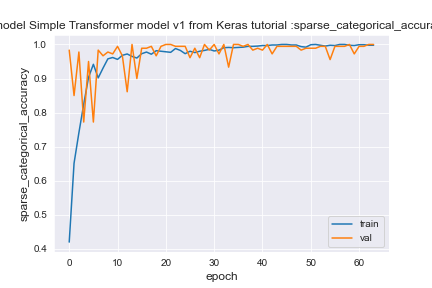 model Simple Transformer model v1 from Keras tutorial :sparse_categorical_accura
1.0
0.9
0.8
0.7
0.6
0.5
0.4
sparse_categorical_accuracy
train
val
0 10 20 30 40 50 60
epoch